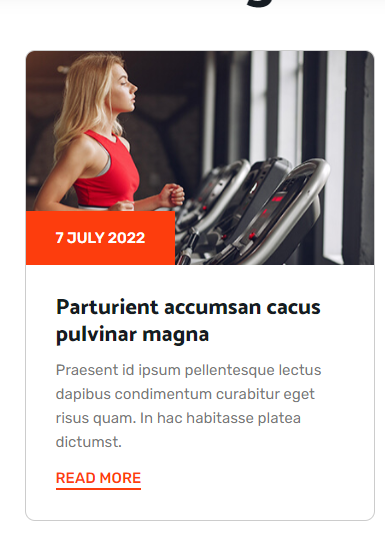 7 JULY 2022
Parturient accumsan cacus
pulvinar magna
Praesent id ipsum pellentesque lectus
dapibus condimentum curabitur eget
risus quam. In hac habitasse platea
dictumst.
READ MORE